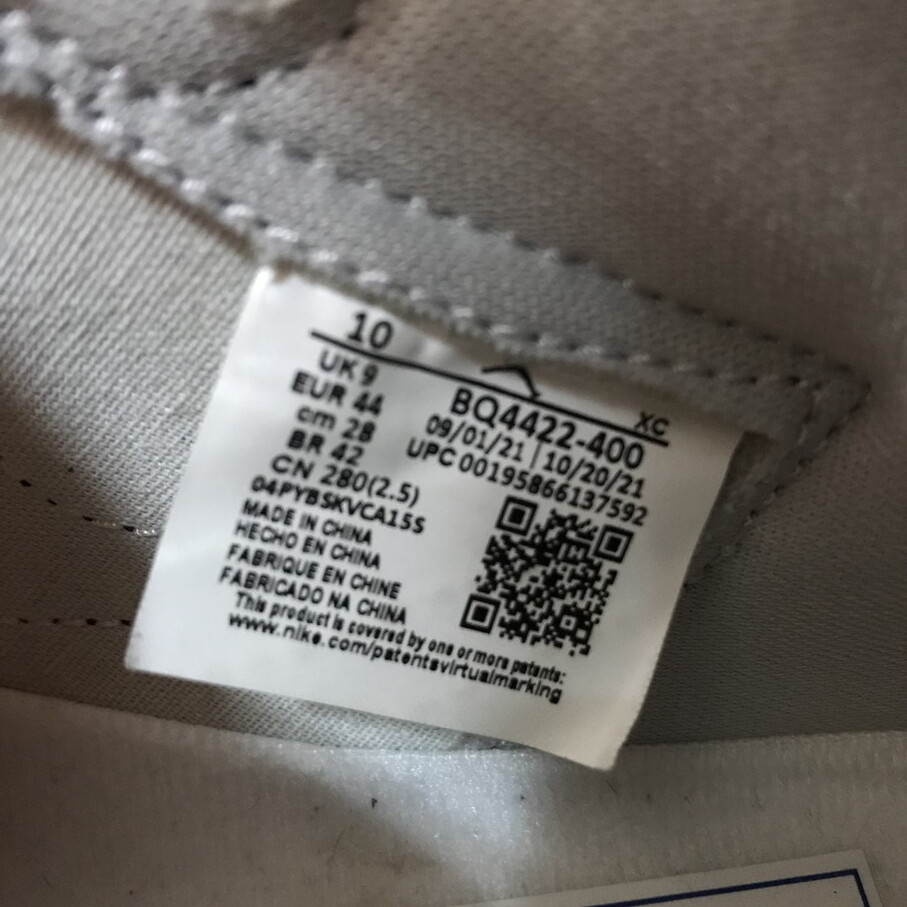 10
XC
UK 9
EUR 44
cm 28
BR 42
CN 280(2.5)
04PYBSKVCA15S
BQ4422-400
09/01/21 | 10/20/21
UPC 00195866137592
MADE IN CHINA
HECHO EN CHINA
FABRIQUE EN CHINE
FABRICADO NA CHINA
This product is covered by one or more patents:
www.nike.com/patentsvirtualmarking